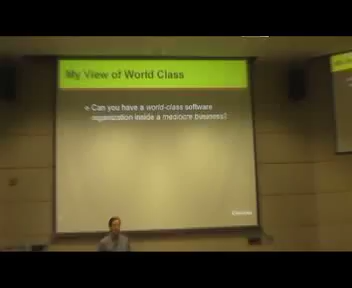 My View of World Class
Can you have a world-class software
organization inside a mediocre business?